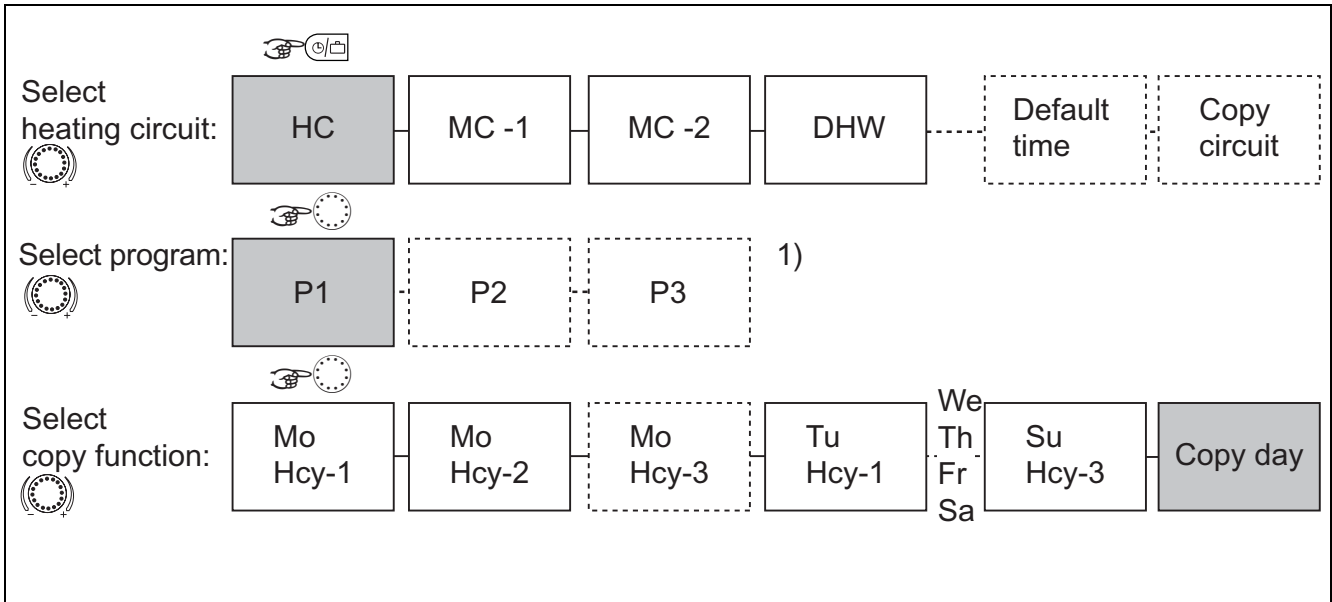 Select
heating circuit:
HC
MC -1
MC -2
DHW
Default
time
Copy
circuit
- +
Select program:
P1
P2
P3
1)
- +
Select
copy function:
Mo
Hcy-1
Mo
Hcy-2
Mo
Hcy-3
Tu
Hcy-1
We
Th
Fr
Sa
Su
Hcy-3
Copy day
- +